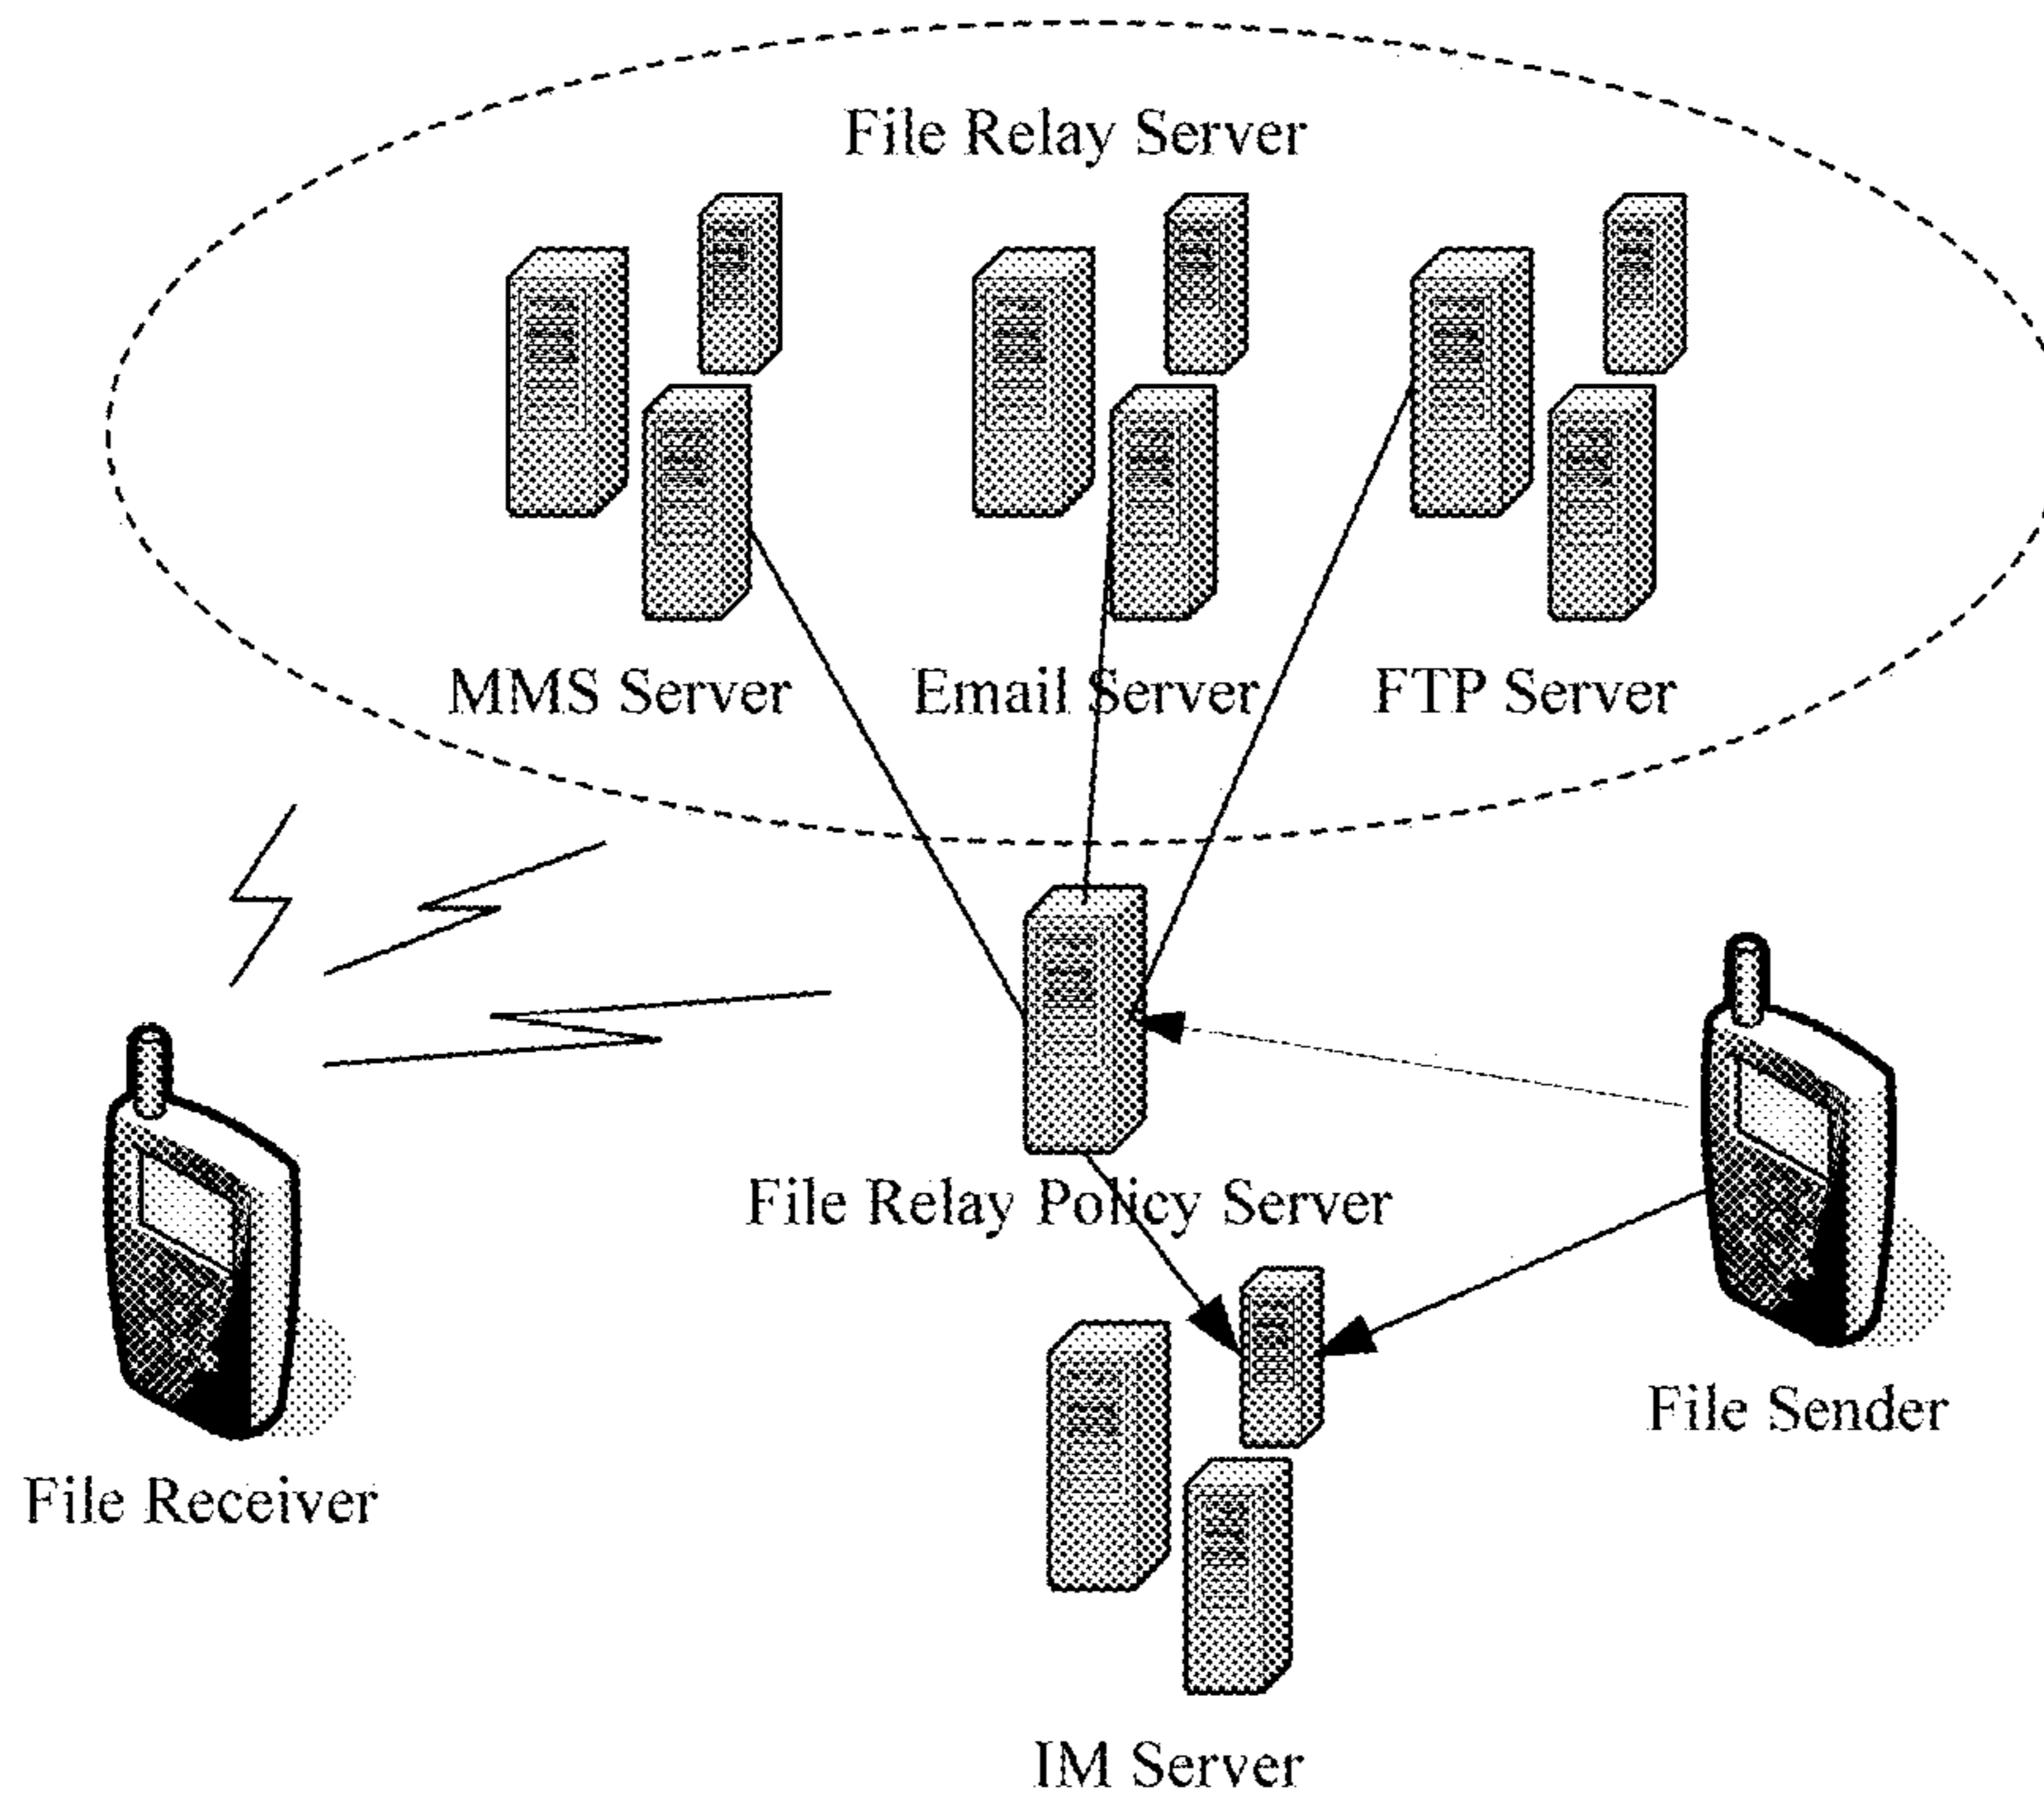 File Relay Server
MMS Server
Email Server
FTP Server
File Relay Policy Server
File Sender
File Receiver
IM Server